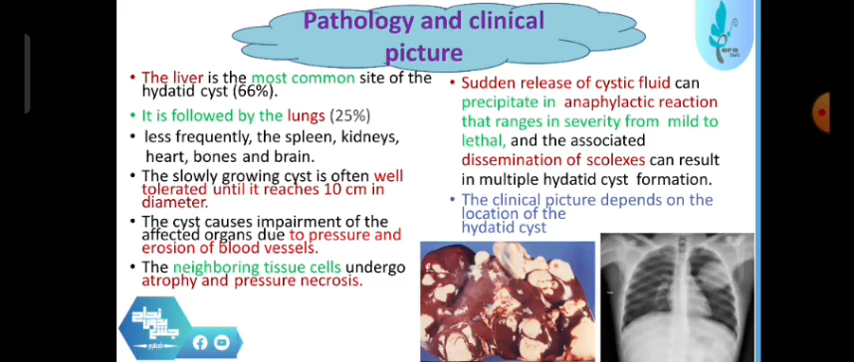 Pathology and clinical
picture
• The liver is the most common site of the
hydatid cyst (66%).
• It is followed by the lungs (25%)
• less frequently, the spleen, kidneys,
heart, bones and brain.
• The slowly growing cyst is often well
tolerated until it reaches 10 cm in
diameter.
• The cyst causes impairment of the
affected organs due to pressure and
erosion of blood vessels.
• The neighboring tissue cells undergo
atrophy and pressure necrosis.
• Sudden release of cystic fluid can
precipitate in anaphylactic reaction
that ranges in severity from mild to
lethal, and the associated
dissemination of scolexes can result
in multiple hydatid cyst formation.
• The clinical picture depends on the
location of the
hydatid cyst